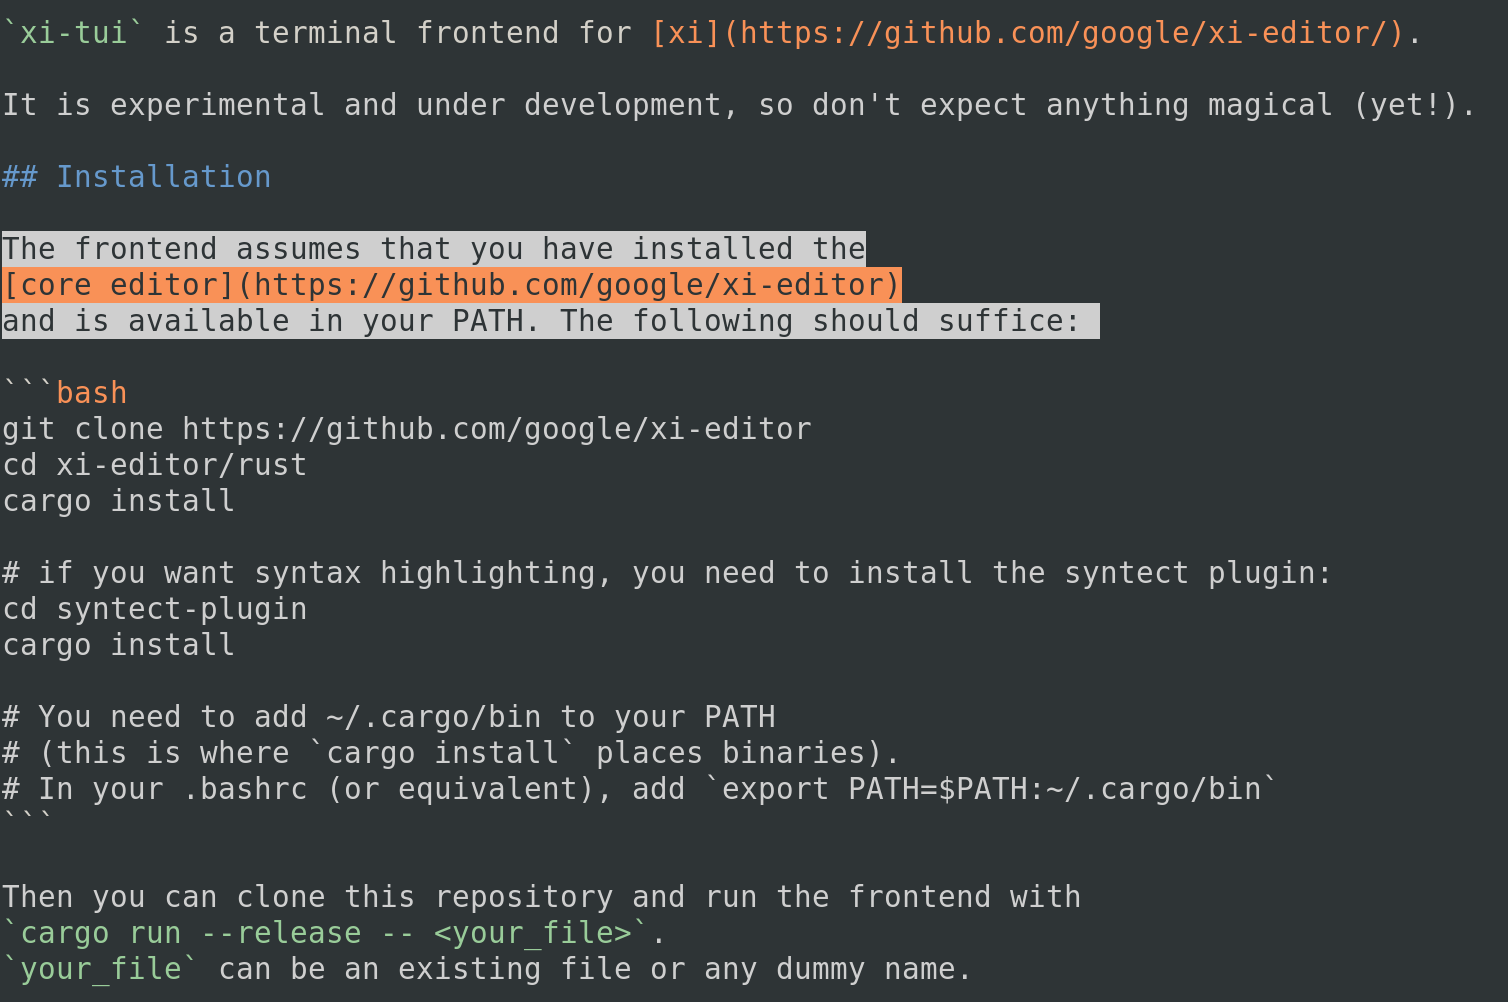 `xi-tui` is a terminal frontend for [xi](https://github.com/google/xi-editor/).
It is experimental and under development, so don't expect anything magical (yet!).
## Installation
The frontend assumes that you have installed the
[core editor](https://github.com/google/xi-editor)
and is available in your PATH. The following should suffice:
```bash
git clone https://github.com/google/xi-editor
cd xi-editor/rust
cargo install
# if you want syntax highlighting, you need to install the syntect plugin:
cd syntect-plugin
cargo install
# You need to add ~/.cargo/bin to your PATH
# (this is where `cargo install` places binaries).
# In your .bashrc (or equivalent), add `export PATH=$PATH:~/.cargo/bin`
```
Then you can clone this repository and run the frontend with
`cargo run --release -- <your_file>`.
`your_file` can be an existing file or any dummy name.